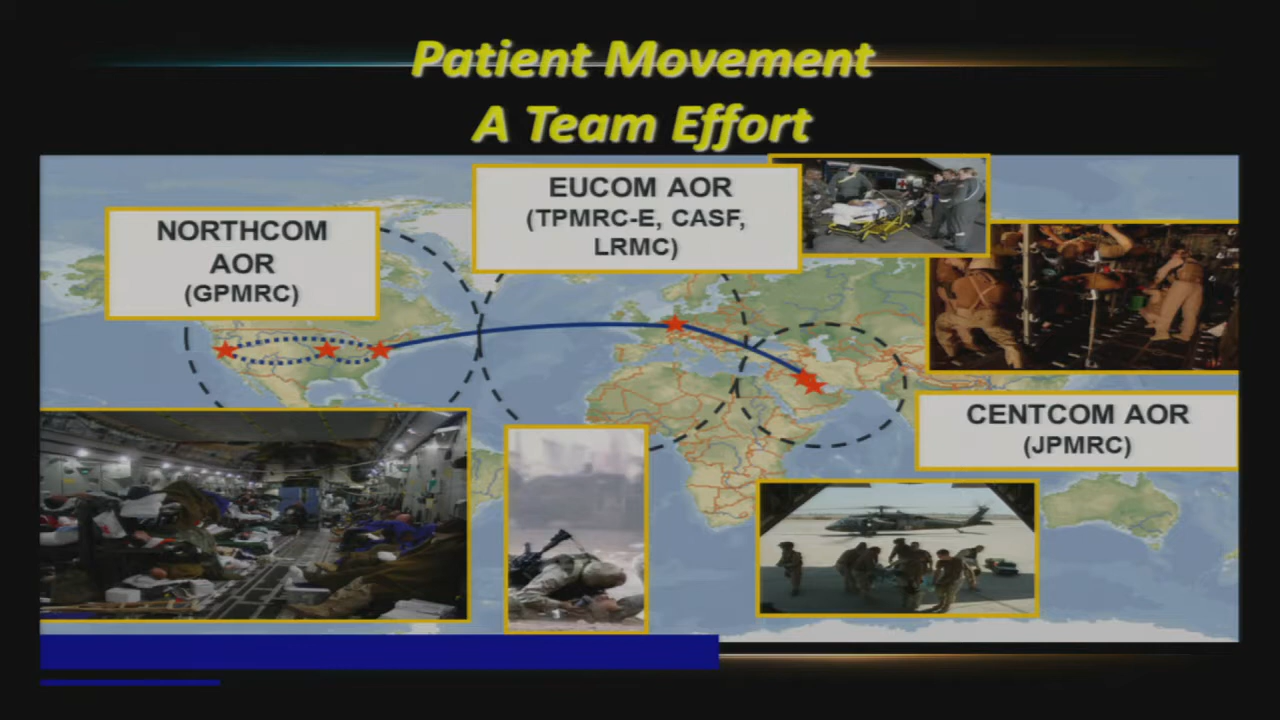 Patient Movement
A Team Effort
EUCOM AOR
(TPMRC-E, CASF,
LRMC)
NORTHCOM
AOR
(GPMRC)
CENTCOM AOR
(JPMRC)